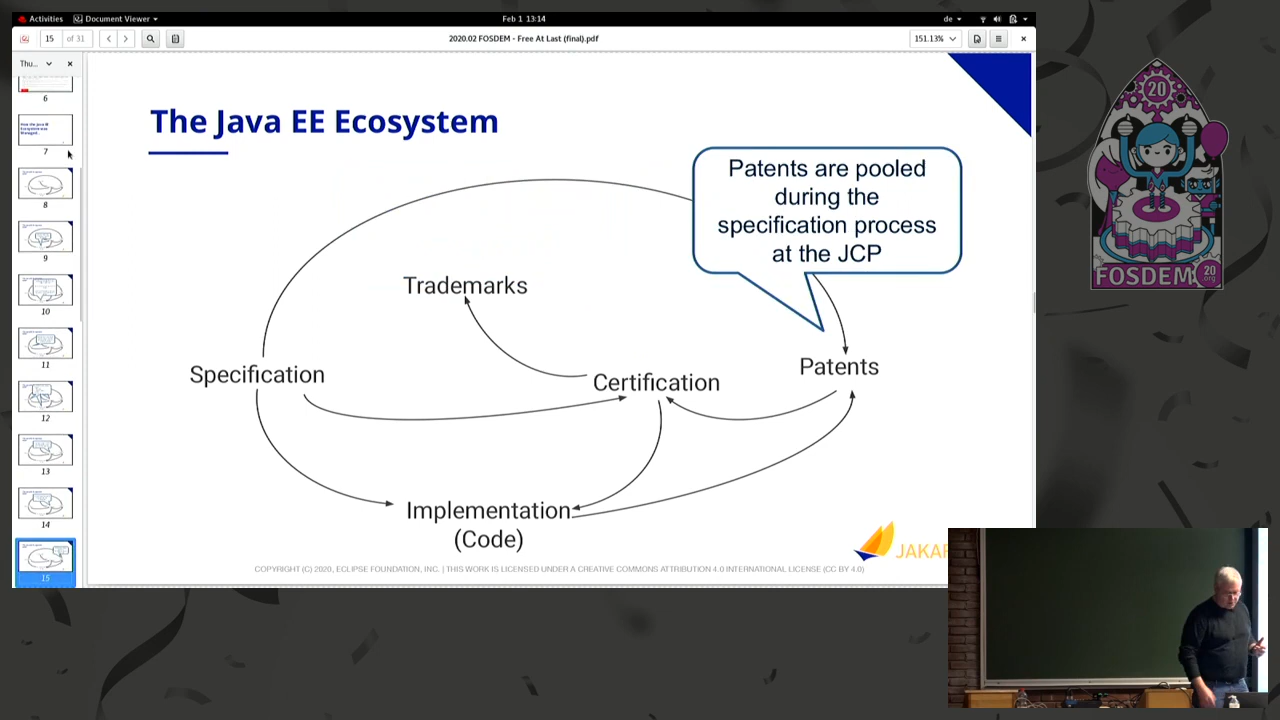 Activities
Document Viewer
Feb 1 13:14
de
15
of 31
2020.02 FOSDEM - Free At Last (final).pdf
151.13%
Thu...
6
7
8
9
10
11
12
13
14
15
The Java EE Ecosystem
Patents are pooled
during the
specification process
at the JCP
Trademarks
Specification
Certification
Patents
Implementation
(Code)
JAKAR
COPYRIGHT (C) 2020, ECLIPSE FOUNDATION, INC. | THIS WORK IS LICENSED UNDER A CREATIVE COMMONS ATTRIBUTION 4.0 INTERNATIONAL LICENSE (CC BY 4.0)
20
FOSDEM
20
.org